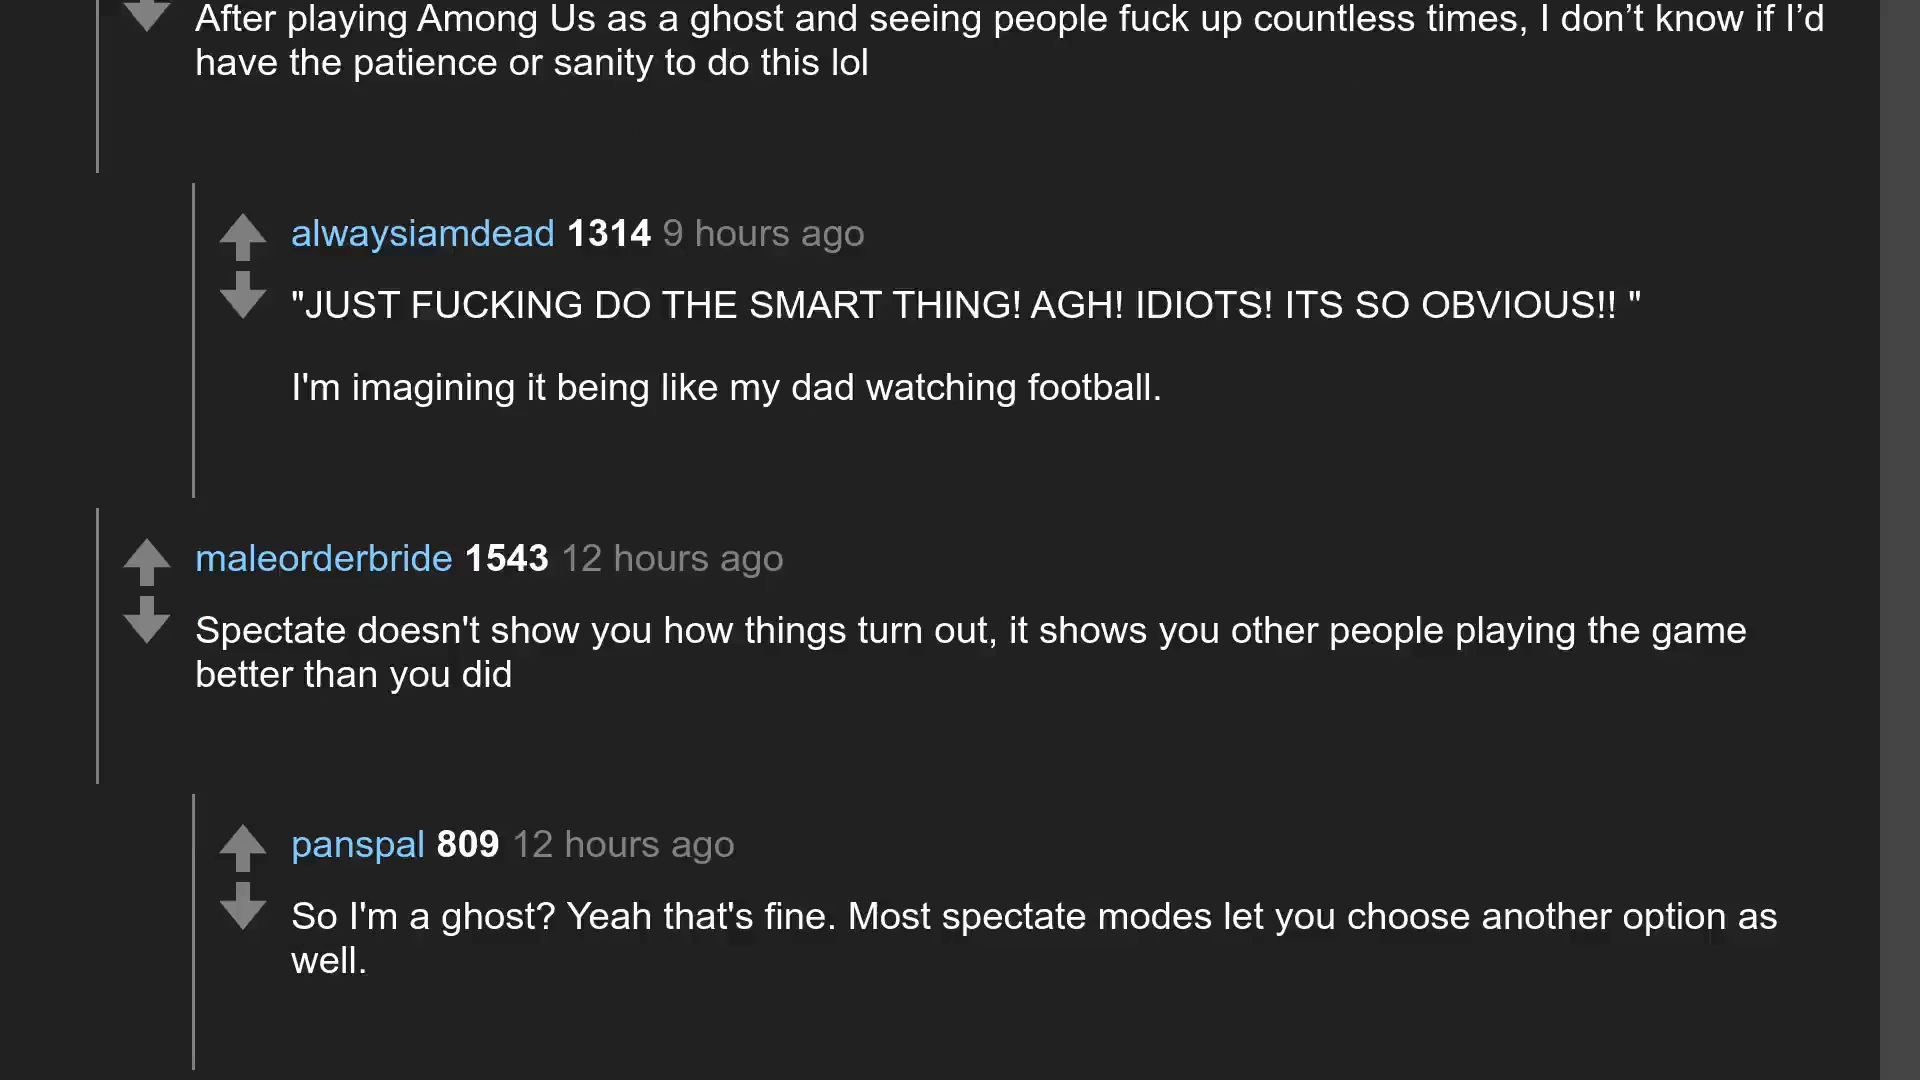 After playing Among Us as a ghost and seeing people fuck up countless times, I don’t know if I’d
have the patience or sanity to do this lol
alwaysiamdead 1314 9 hours ago
"JUST FUCKING DO THE SMART THING! AGH! IDIOTS! ITS SO OBVIOUS!! "
I'm imagining it being like my dad watching football.
maleorderbride 1543 12 hours ago
Spectate doesn't show you how things turn out, it shows you other people playing the game
better than you did
panspal 809 12 hours ago
So I'm a ghost? Yeah that's fine. Most spectate modes let you choose another option as
well.